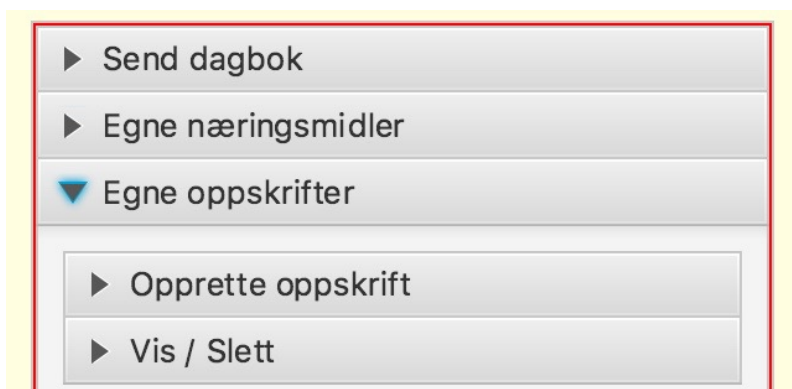 Send dagbok
Egne næringsmidler
Egne oppskrifter
Opprette oppskrift
Vis / Slett